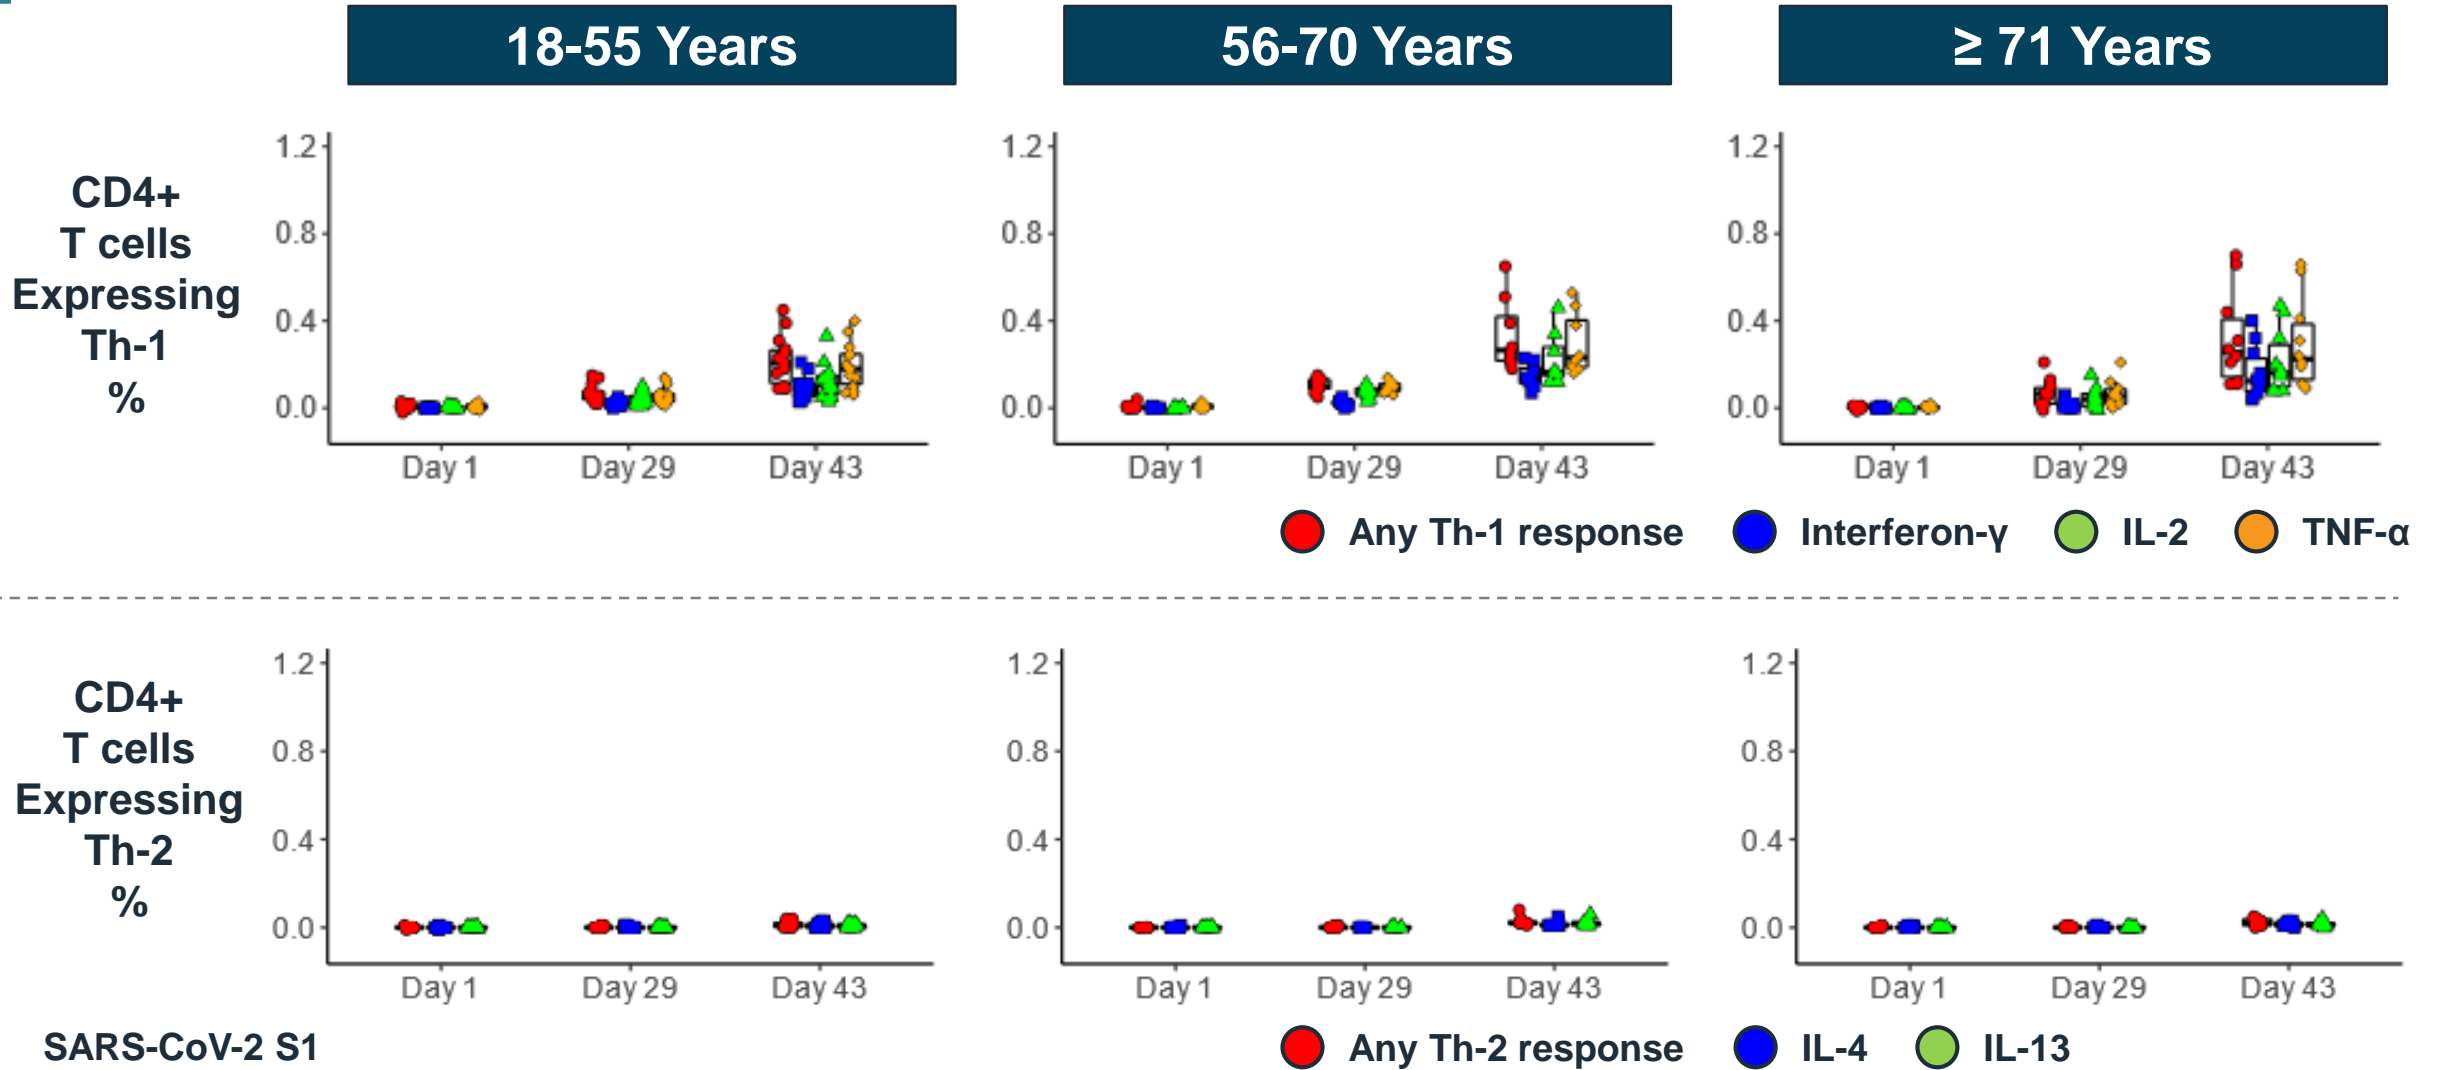 18-55 Years
56-70 Years
≥ 71 Years
CD4+
T cells
Expressing
Th-1
%
1.2
0.8
0.4
0.0
Day 1
Day 29
Day 43
1.2
0.8
0.4
0.0
Day 1
Day 29
Day 43
1.2
0.8
0.4
0.0
Day 1
Day 29
Day 43
Any Th-1 response
Interferon-γ
IL-2
TNF-α
CD4+
T cells
Expressing
Th-2
%
1.2
0.8
0.4
0.0
Day 1
Day 29
Day 43
1.2
0.8
0.4
0.0
Day 1
Day 29
Day 43
1.2
0.8
0.4
0.0
Day 1
Day 29
Day 43
SARS-CoV-2 S1
Any Th-2 response
IL-4
IL-13